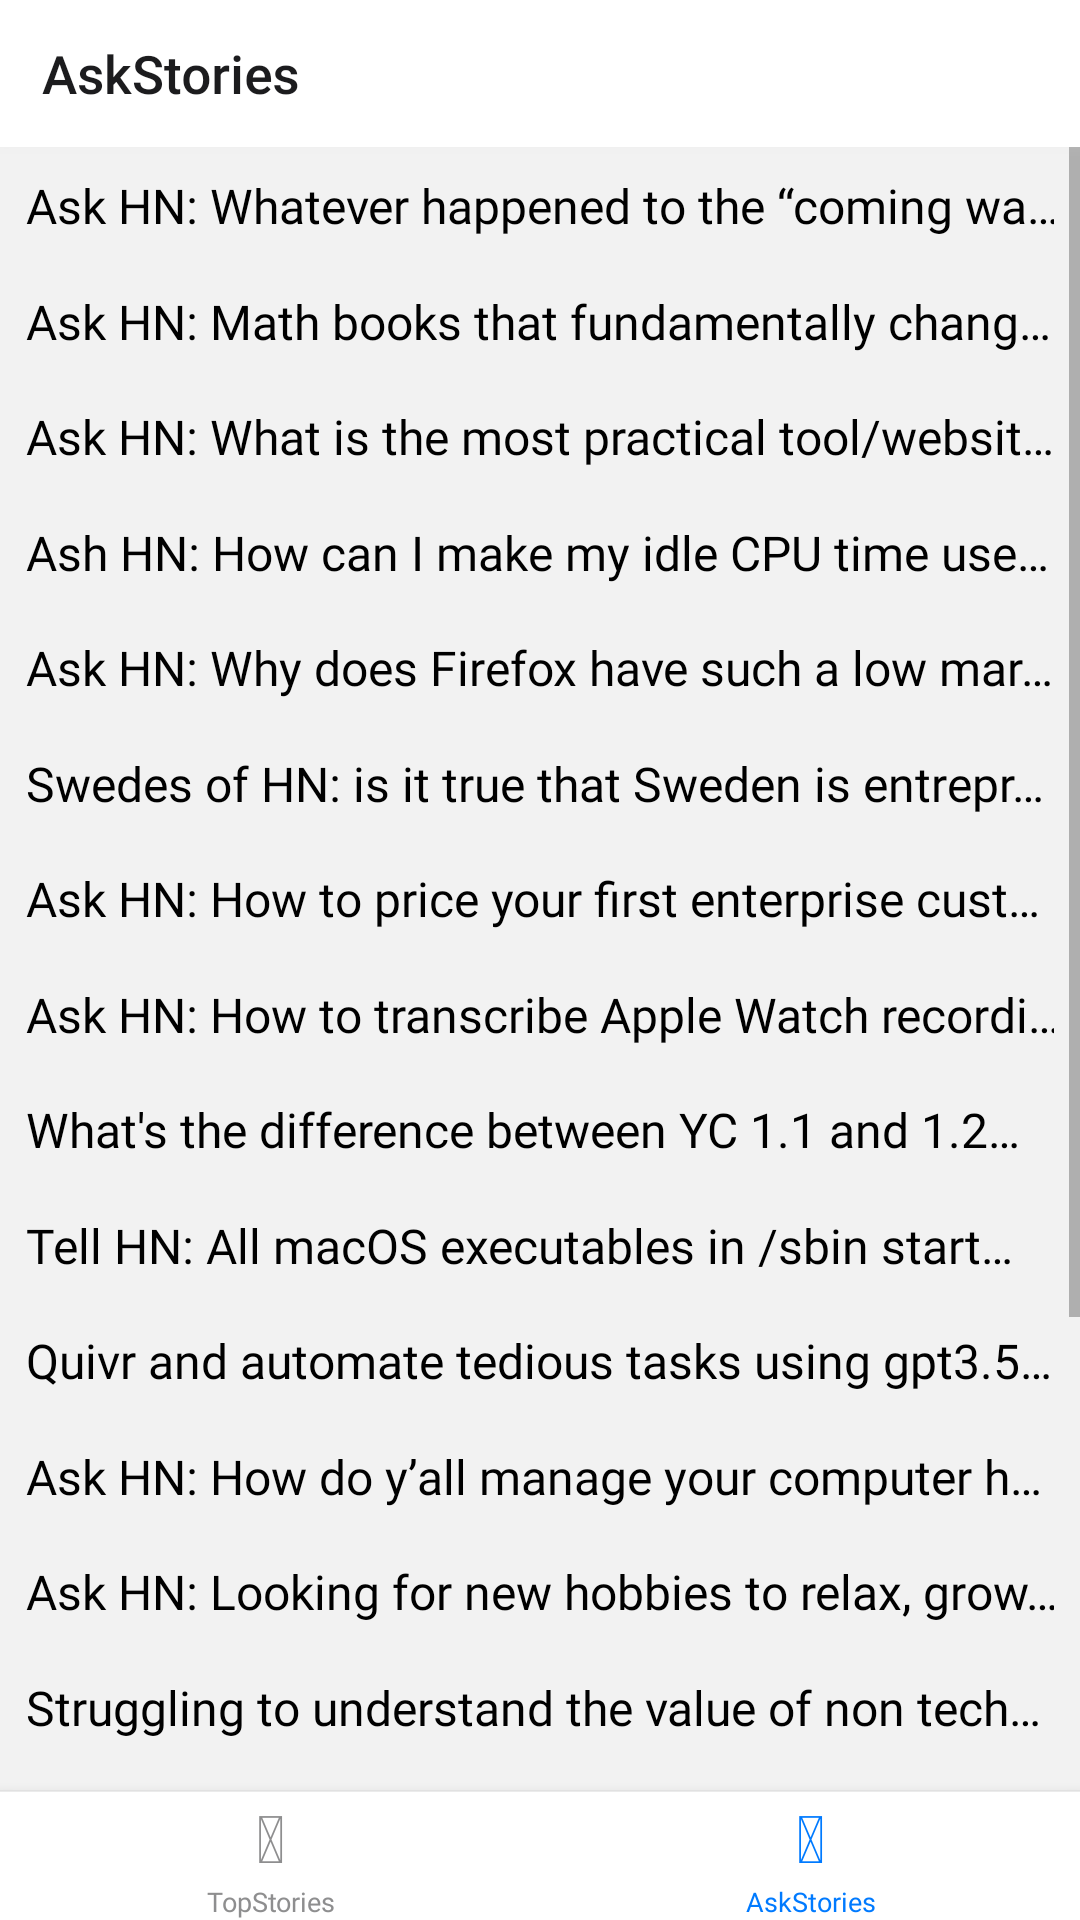 AskStories
Ask HN: Whatever happened to the “coming wa...
Ask HN: Math books that fundamentally chang...
Ask HN: What is the most practical tool/websit...
Ash HN: How can I make my idle CPU time use...
Ask HN: Why does Firefox have such a low mar...
Swedes of HN: is it true that Sweden is entrepr...
Ask HN: How to price your first enterprise cust...
Ask HN: How to transcribe Apple Watch recordi...
What's the difference between YC 1.1 and 1.2...
Tell HN: All macOS executables in /sbin start...
Quivr and automate tedious tasks using gpt3.5...
Ask HN: How do y’all manage your computer h...
Ask HN: Looking for new hobbies to relax, grow...
Struggling to understand the value of non tech...
TopStories
AskStories